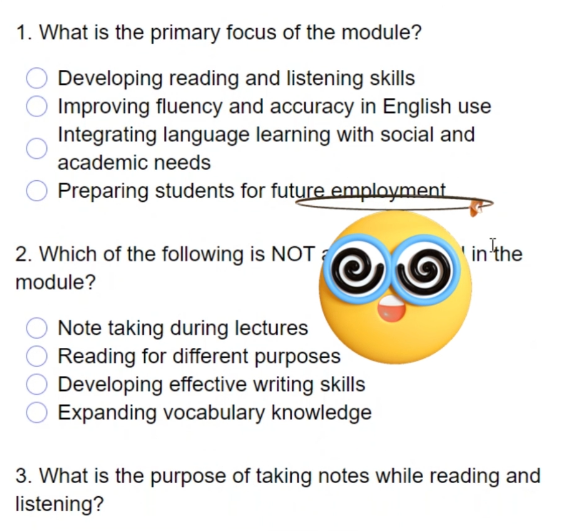 1. What is the primary focus of the module?
Developing reading and listening skills
Improving fluency and accuracy in English use
Integrating language learning with social and
academic needs
Preparing students for future employment
2. Which of the following is NOT in the
module?
Note taking during lectures
Reading for different purposes
Developing effective writing skills
Expanding vocabulary knowledge
3. What is the purpose of taking notes while reading and
listening?